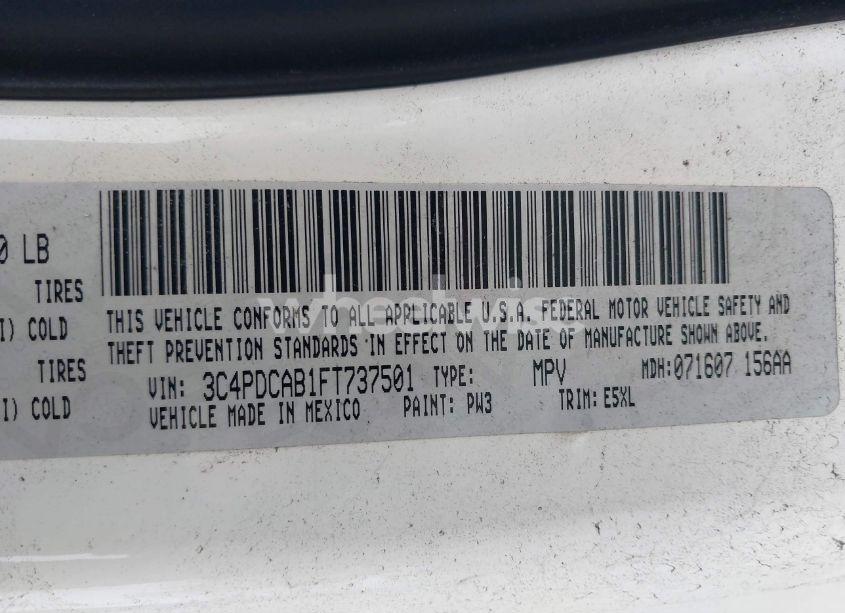 0 LB
TIRES
I) COLD
TIRES
I) COLD
THIS VEHICLE CONFORMS TO ALL APPLICABLE U.S.A. FEDERAL MOTOR VEHICLE SAFETY AND
THEFT PREVENTION STANDARDS IN EFFECT ON THE DATE OF MANUFACTURE SHOWN ABOVE.
VIN: 3C4PDCAB1FT737501 TYPE: MPV MDH:071607 156AA
VEHICLE MADE IN MEXICO PAINT: PW3 TRIM: E5XL